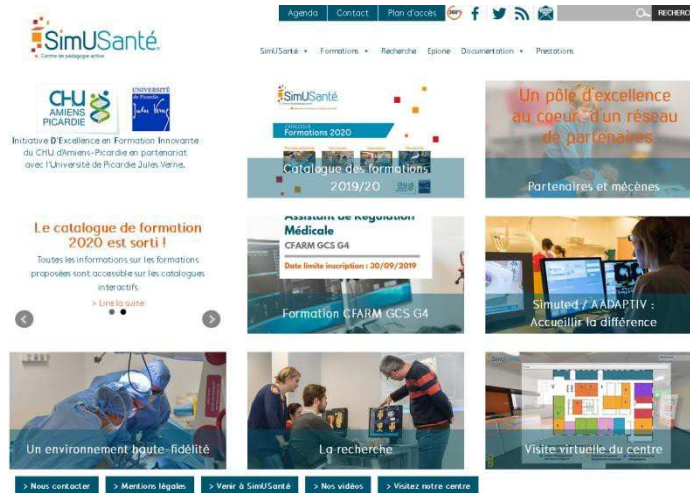 Agenda
Contact
Plan d'accès
360°
RECHERC
SimUSanté
Centre de pédagogie active
SimUSanté
Formations
Recherche
Epione
Documentation
Prestations
CHU
AMIENS
PICARDIE
UNIVERSITÉ
de Picardie
Jules Verne
Initiative D'Excellence en Formation Innovante
du CHU d'Amiens-Picardie en partenariat
avec l'Université de Picardie Jules Verne.
SimUSanté
CATALOGUE
Formations 2020
Catalogue des formations
2019/20
Un pôle d'excellence
au coeur d'un réseau
de partenaires
Partenaires et mécènes
Le catalogue de formation
2020 est sorti !
Toutes les informations sur les formations
proposées sont accessible sur les catalogues
interactifs.
> Lire la suite
Assistant de Régulation
Médicale
CFARM GCS G4
Date limite inscription : 30/09/2019
Formation CFARM GCS G4
Simuted / AADAPTIV :
Accueillir la différence
Un environnement haute-fidélité
La recherche
SimUSanté
Visite virtuelle du centre
> Nous contacter
> Mentions légales
> Venir à SimUSanté
> Nos vidéos
> Visitez notre centre